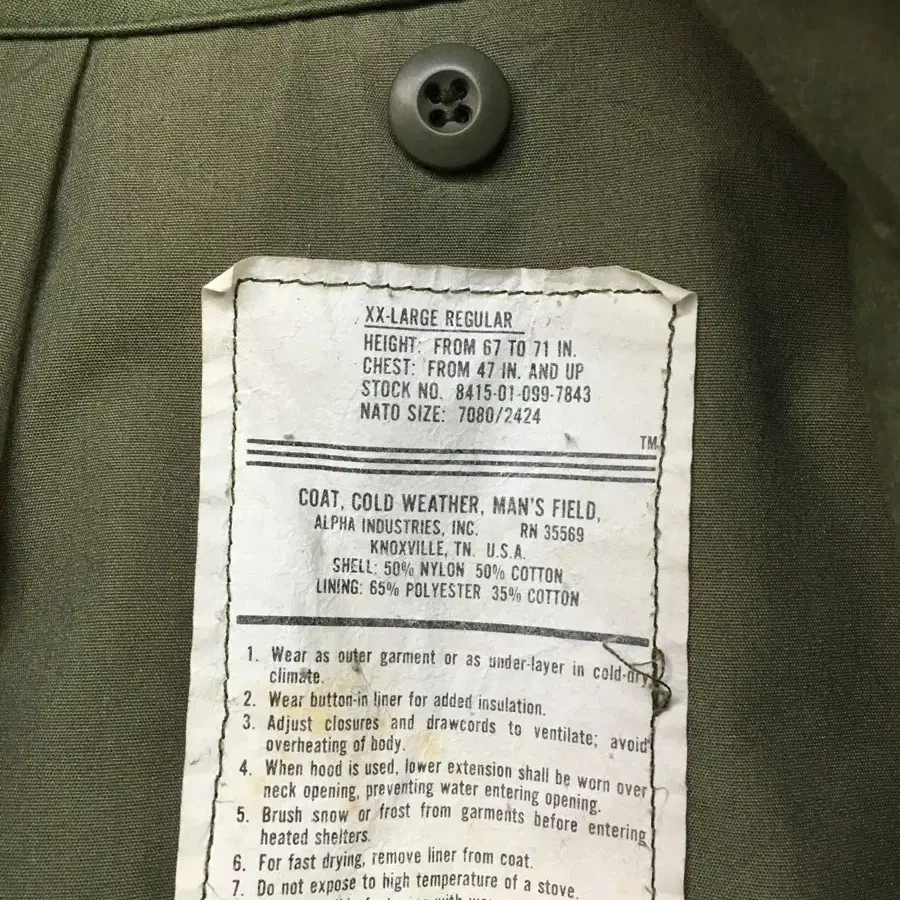 XX-LARGE REGULAR
HEIGHT: FROM 67 TO 71 IN.
CHEST: FROM 47 IN. AND UP
STOCK NO. 8415-01-099-7843
NATO SIZE: 7080/2424
TM
COAT, COLD WEATHER, MAN'S FIELD,
ALPHA INDUSTRIES, INC. RN 35569
KNOXVILLE, TN. U.S.A.
SHELL: 50% NYLON 50% COTTON
LINING: 65% POLYESTER 35% COTTON
1. Wear as outer garment or as under-layer in cold-dry
climate.
2. Wear button-in liner for added insulation.
3. Adjust closures and drawcords to ventilate; avoid
overheating of body.
4. When hood is used, lower extension shall be worn over
neck opening, preventing water entering opening.
5. Brush snow or frost from garments before entering
heated shelters.
6. For fast drying, remove liner from coat.
7. Do not expose to high temperature of a stove.